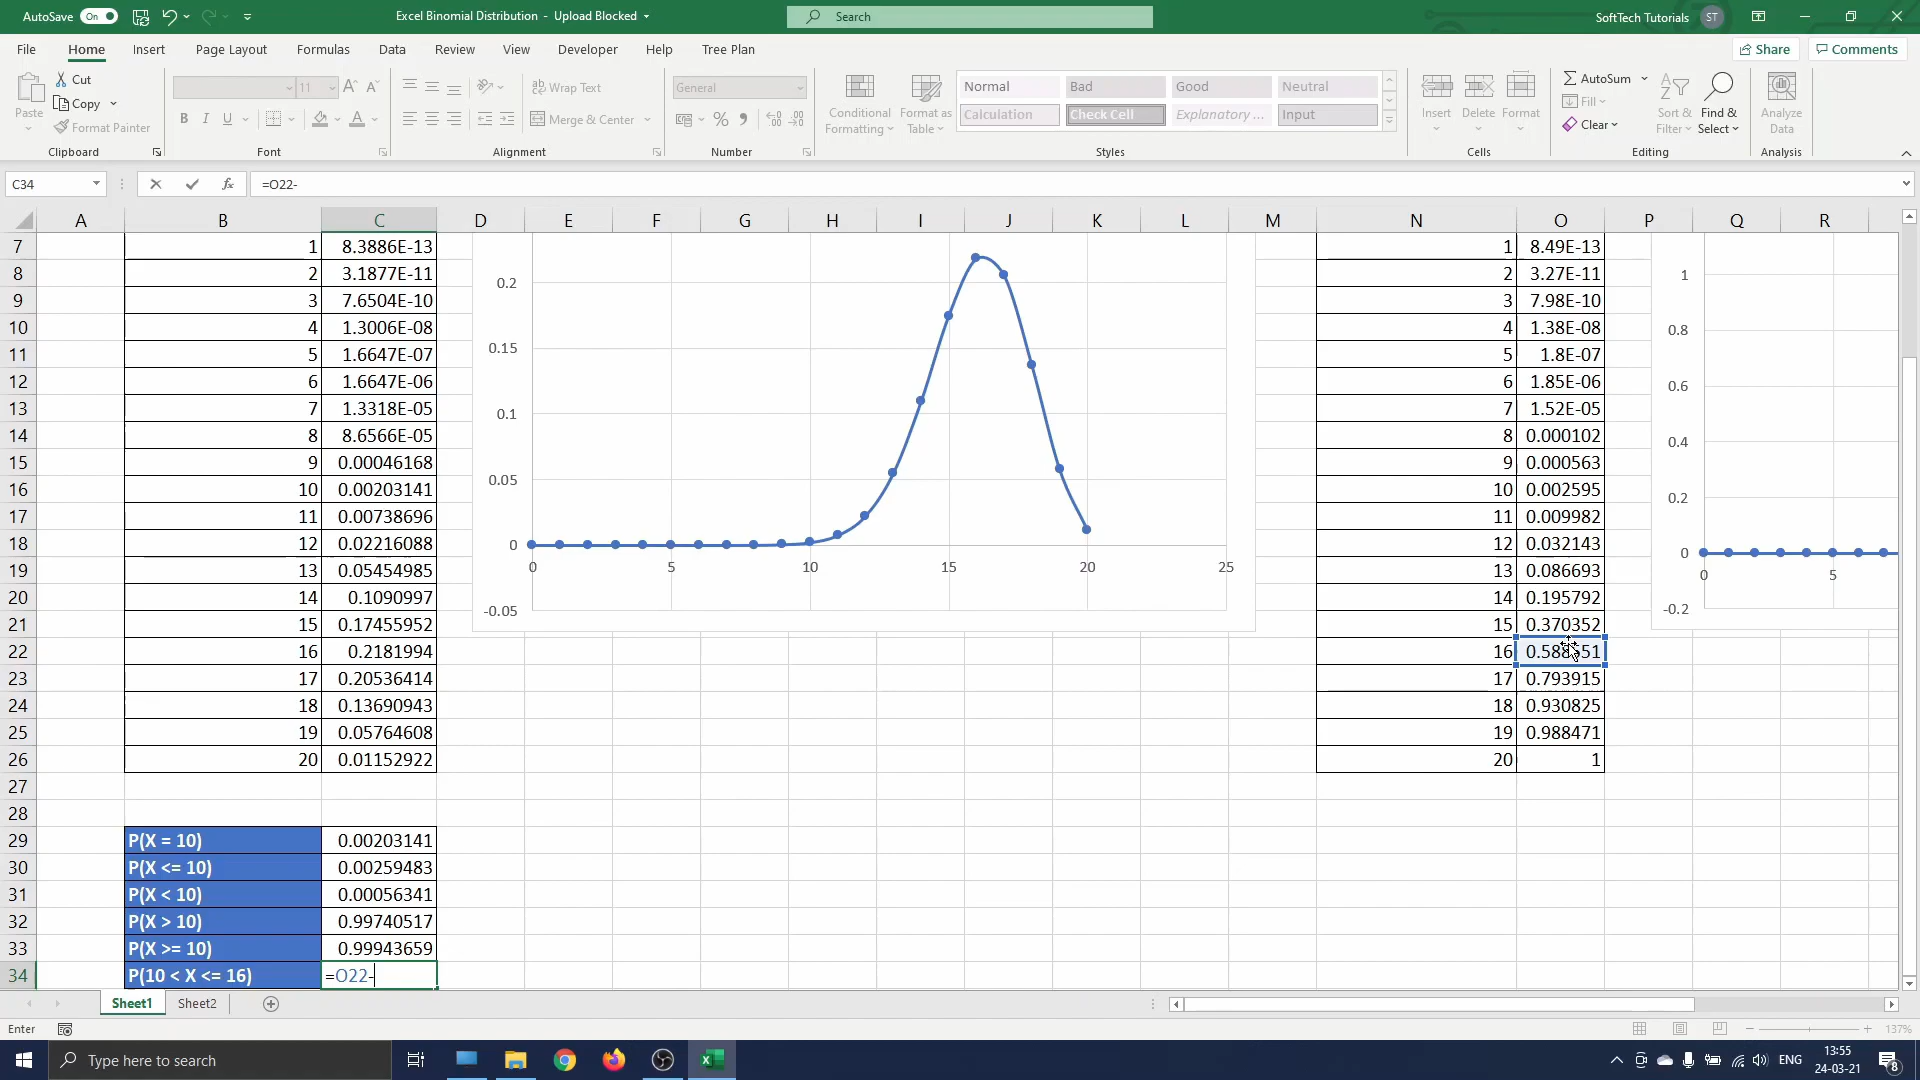 AutoSave On Excel Binomial Distribution - Upload Blocked Search SoftTech Tutorials ST
File Home Insert Page Layout Formulas Data Review View Developer Help Tree Plan Share Comments
Paste Cut Copy Format Painter
Clipboard
11
B I U A
Font
Wrap Text
Merge & Center
Alignment
General
Number
Conditional Formatting
Format as Table
Normal Bad Good Neutral
Calculation Check Cell Explanatory ... Input
Styles
Insert Delete Format
Cells
AutoSum
Fill
Clear
Sort & Filter
Find & Select
Editing
Analyze Data
Analysis
C34 fx =O22-
A B C D E F G H I J K L M N O P Q R
7 1 8.3886E-13 1 8.49E-13
8 2 3.1877E-11 2 3.27E-11
9 3 7.6504E-10 3 7.98E-10
10 4 1.3006E-08 4 1.38E-08
11 5 1.6647E-07 5 1.8E-07
12 6 1.6647E-06 6 1.85E-06
13 7 1.3318E-05 7 1.52E-05
14 8 8.6566E-05 8 0.000102
15 9 0.00046168 9 0.000563
16 10 0.00203141 10 0.002595
17 11 0.00738696 11 0.009982
18 12 0.02216088 12 0.032143
19 13 0.05454985 13 0.086693
20 14 0.1090997 14 0.195792
21 15 0.17455952 15 0.370352
22 16 0.2181994 16
23 17 0.20536414 17 0.793915
24 18 0.13690943 18 0.930825
25 19 0.05764608 19 0.988471
26 20 0.01152922 20 1
27
28
29 P(X = 10) 0.00203141
30 P(X <= 10) 0.00259483
31 P(X < 10) 0.00056341
32 P(X > 10) 0.99740517
33 P(X >= 10) 0.99943659
34 P(10 < X <= 16) =O22-
0.2
0.15
0.1
0.05
0
-0.05
0 5 10 15 20 25
1
0.8
0.6
0.4
0.2
0
-0.2
0 5
Sheet1 Sheet2
Enter 137%
Type here to search ENG 13:55
24-03-21 8